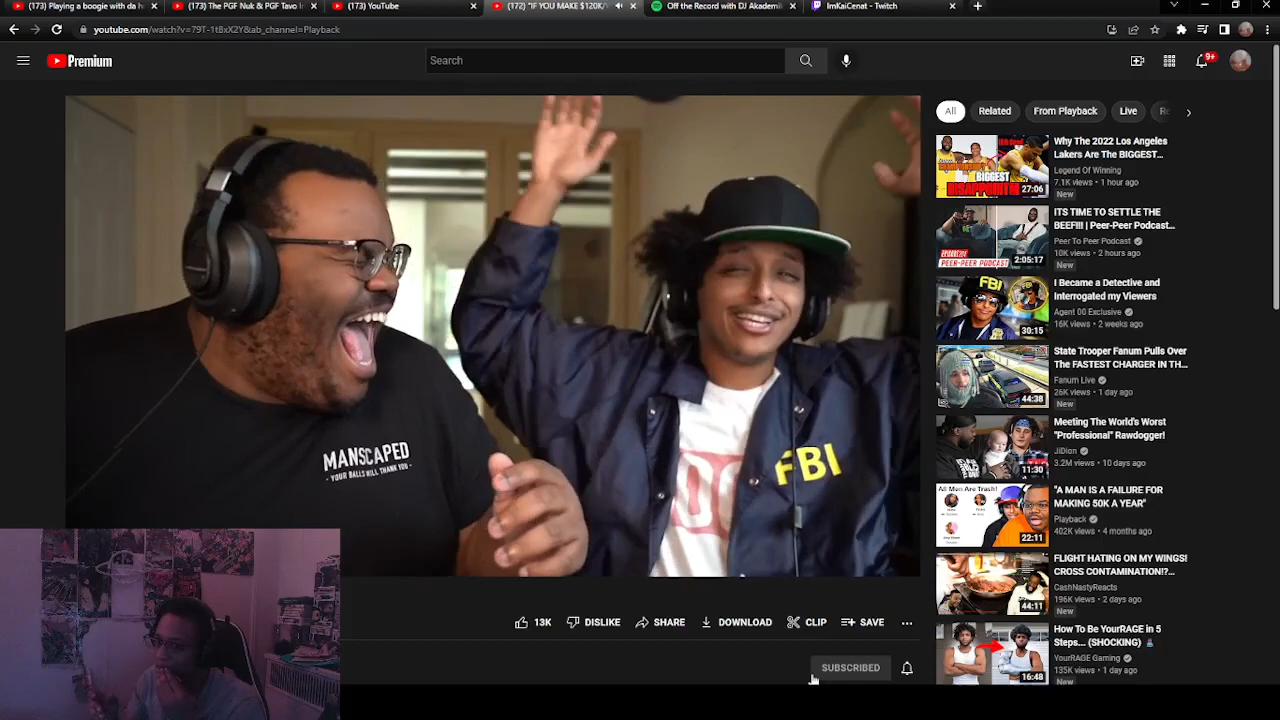 (173) Playing a boogie with da h
(173) The PGF Nuk & PGF Tavo I
(173) YouTube
(172) "IF YOU MAKE $120K/
Off the Record with DJ Akademi
ImKaiCenat - Twitch
youtube.com/watch?v=79T-1tBxX2Y&ab_channel=Playback
Premium
Search
9+
All
Related
From Playback
Live
Re
MANSCAPED
- YOUR BALLS WILL THANK YOU -
FBI
BIGGEST
27:06
Why The 2022 Los Angeles
Lakers Are The BIGGEST...
Legend Of Winning
7.1K views • 1 hour ago
New
PEER-PEER PODCAST
2:05:17
ITS TIME TO SETTLE THE
BEEF!!! | Peer-Peer Podcast...
Peer To Peer Podcast
10K views • 2 hours ago
New
FBI
30:15
I Became a Detective and
Interrogated my Viewers
Agent 00 Exclusive
16K views • 2 weeks ago
44:38
State Trooper Fanum Pulls Over
The FASTEST CHARGER IN TH...
Fanum Live
26K views • 1 day ago
New
11:30
Meeting The World's Worst
"Professional" Rawdogger!
JiDion
3.2M views • 10 days ago
All Men Are Trash!
22:11
"A MAN IS A FAILURE FOR
MAKING 50K A YEAR"
Playback
402K views • 4 months ago
44:11
FLIGHT HATING ON MY WINGS!
CROSS CONTAMINATION!?...
CashNastyReacts
196K views • 2 days ago
New
16:48
How To Be YourRAGE in 5
Steps... (SHOCKING)
YourRAGE Gaming
135K views • 1 day ago
New
13K
DISLIKE
SHARE
DOWNLOAD
CLIP
SAVE
SUBSCRIBED